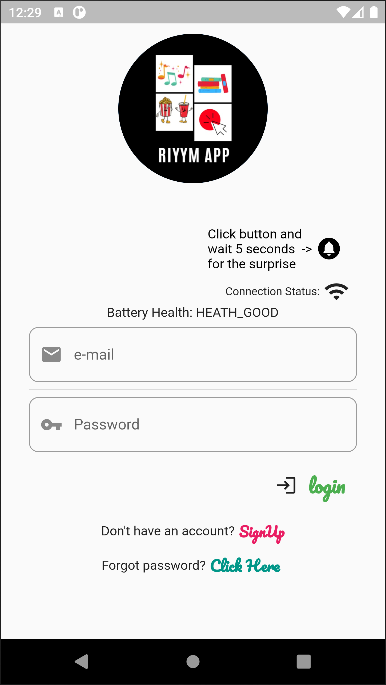 12:29
RIYYM APP
Click button and
wait 5 seconds ->
for the surprise
Connection Status:
Battery Health: HEATH_GOOD
e-mail
Password
login
Don't have an account? SignUp
Forgot password? Click Here